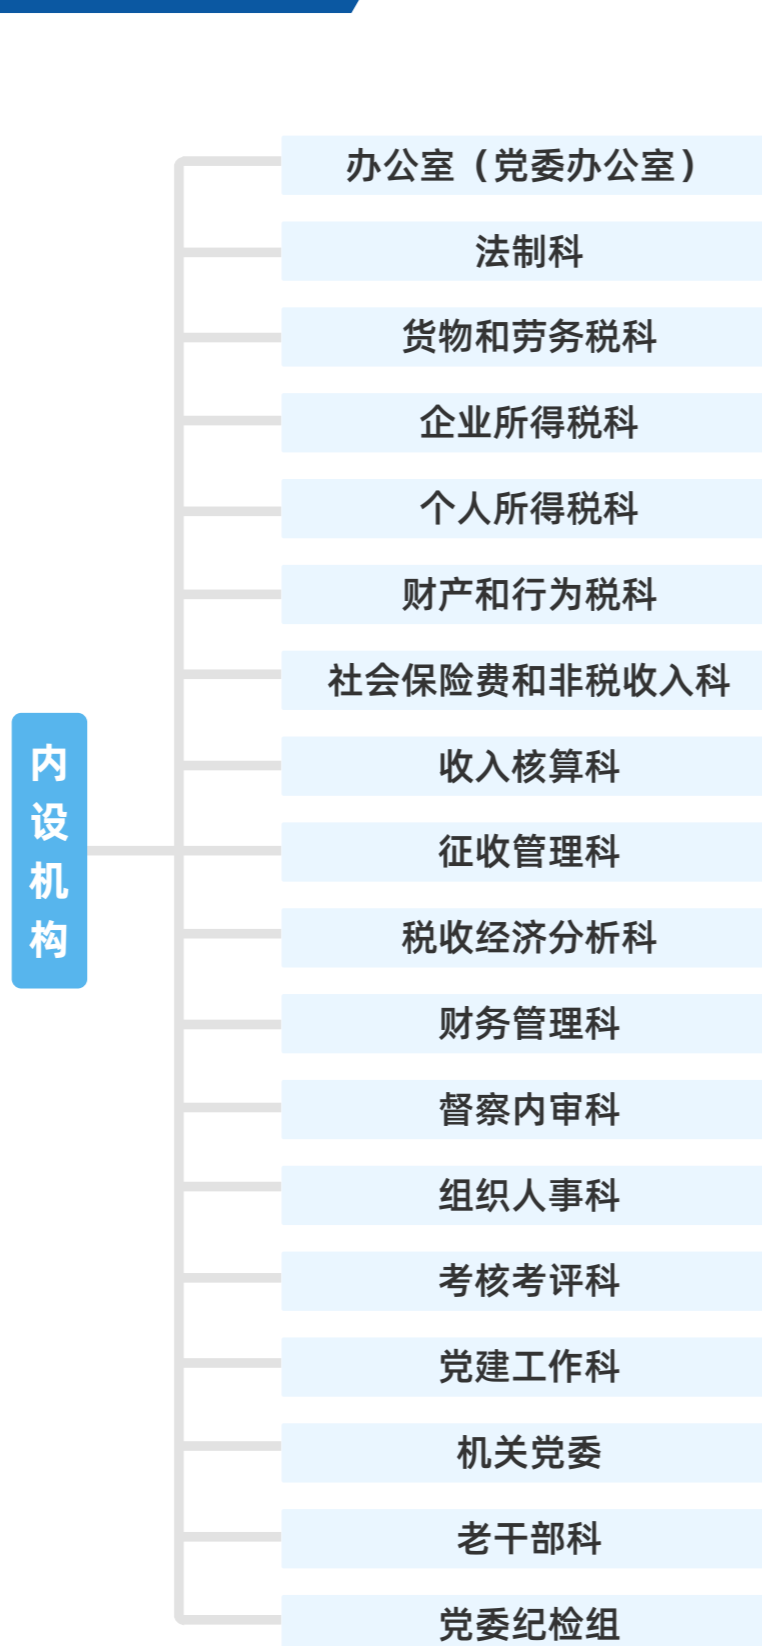 办公室（党委办公室）
法制科
货物和劳务税科
企业所得税科
个人所得税科
财产和行为税科
社会保险费和非税收入科
收入核算科
征收管理科
税收经济分析科
财务管理科
督察内审科
组织人事科
考核考评科
党建工作科
机关党委
老干部科
党委纪检组
内设机构